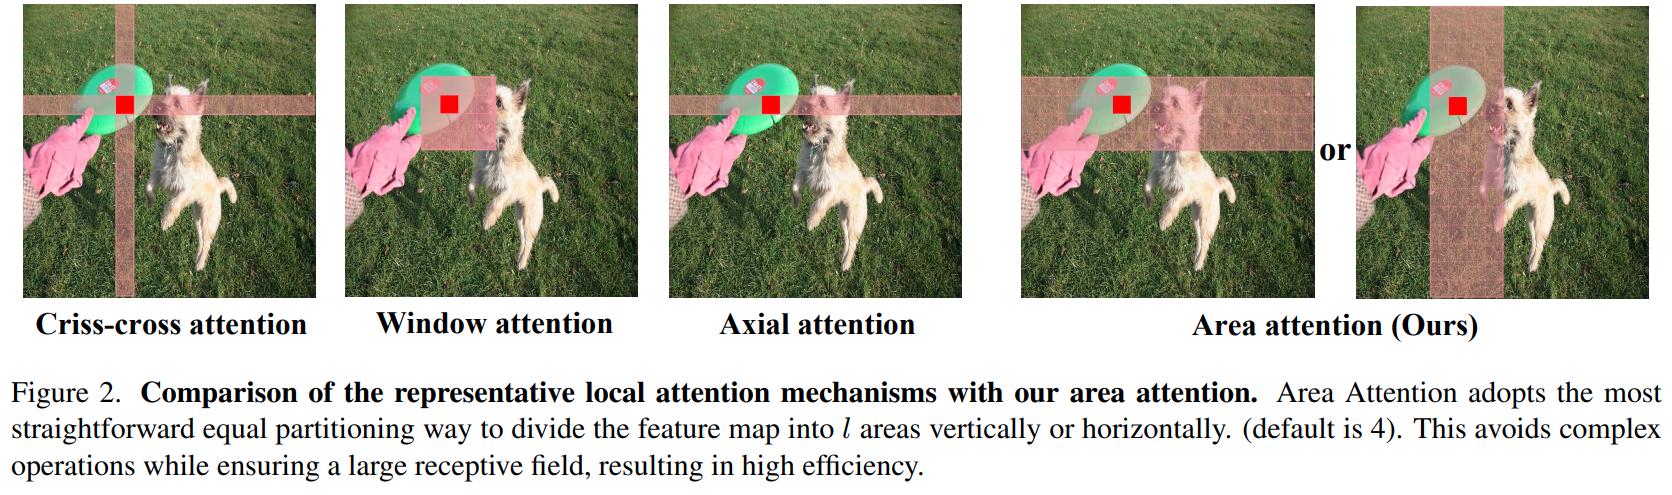 or
Criss-cross attention
Window attention
Axial attention
Area attention (Ours)
Figure 2. Comparison of the representative local attention mechanisms with our area attention. Area Attention adopts the most
straightforward equal partitioning way to divide the feature map into l areas vertically or horizontally. (default is 4). This avoids complex
operations while ensuring a large receptive field, resulting in high efficiency.